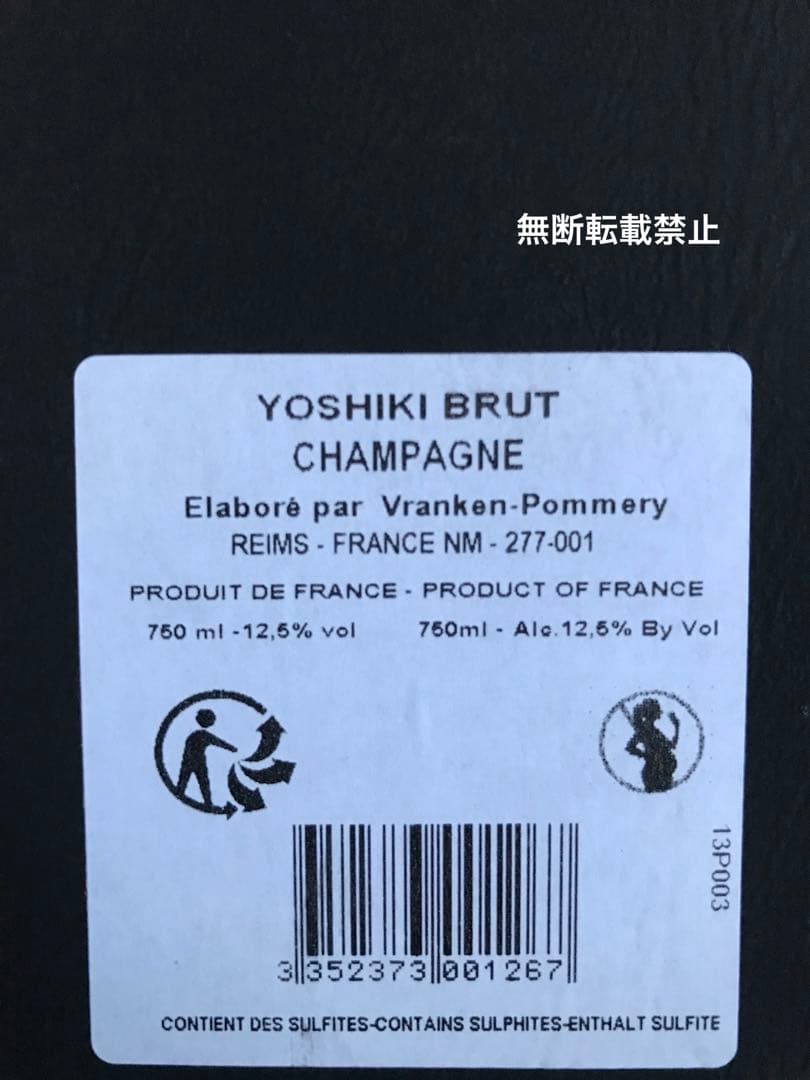 無断転載禁止
YOSHIKI BRUT
CHAMPAGNE
Elaboré par Vranken-Pommery
REIMS - FRANCE NM - 277-001
PRODUIT DE FRANCE - PRODUCT OF FRANCE
750 ml -12,5% vol 750ml - Alc.12,5% By Vol
13P003
3 352373 001267
CONTIENT DES SULFITES-CONTAINS SULPHITES-ENTHALT SULFITE